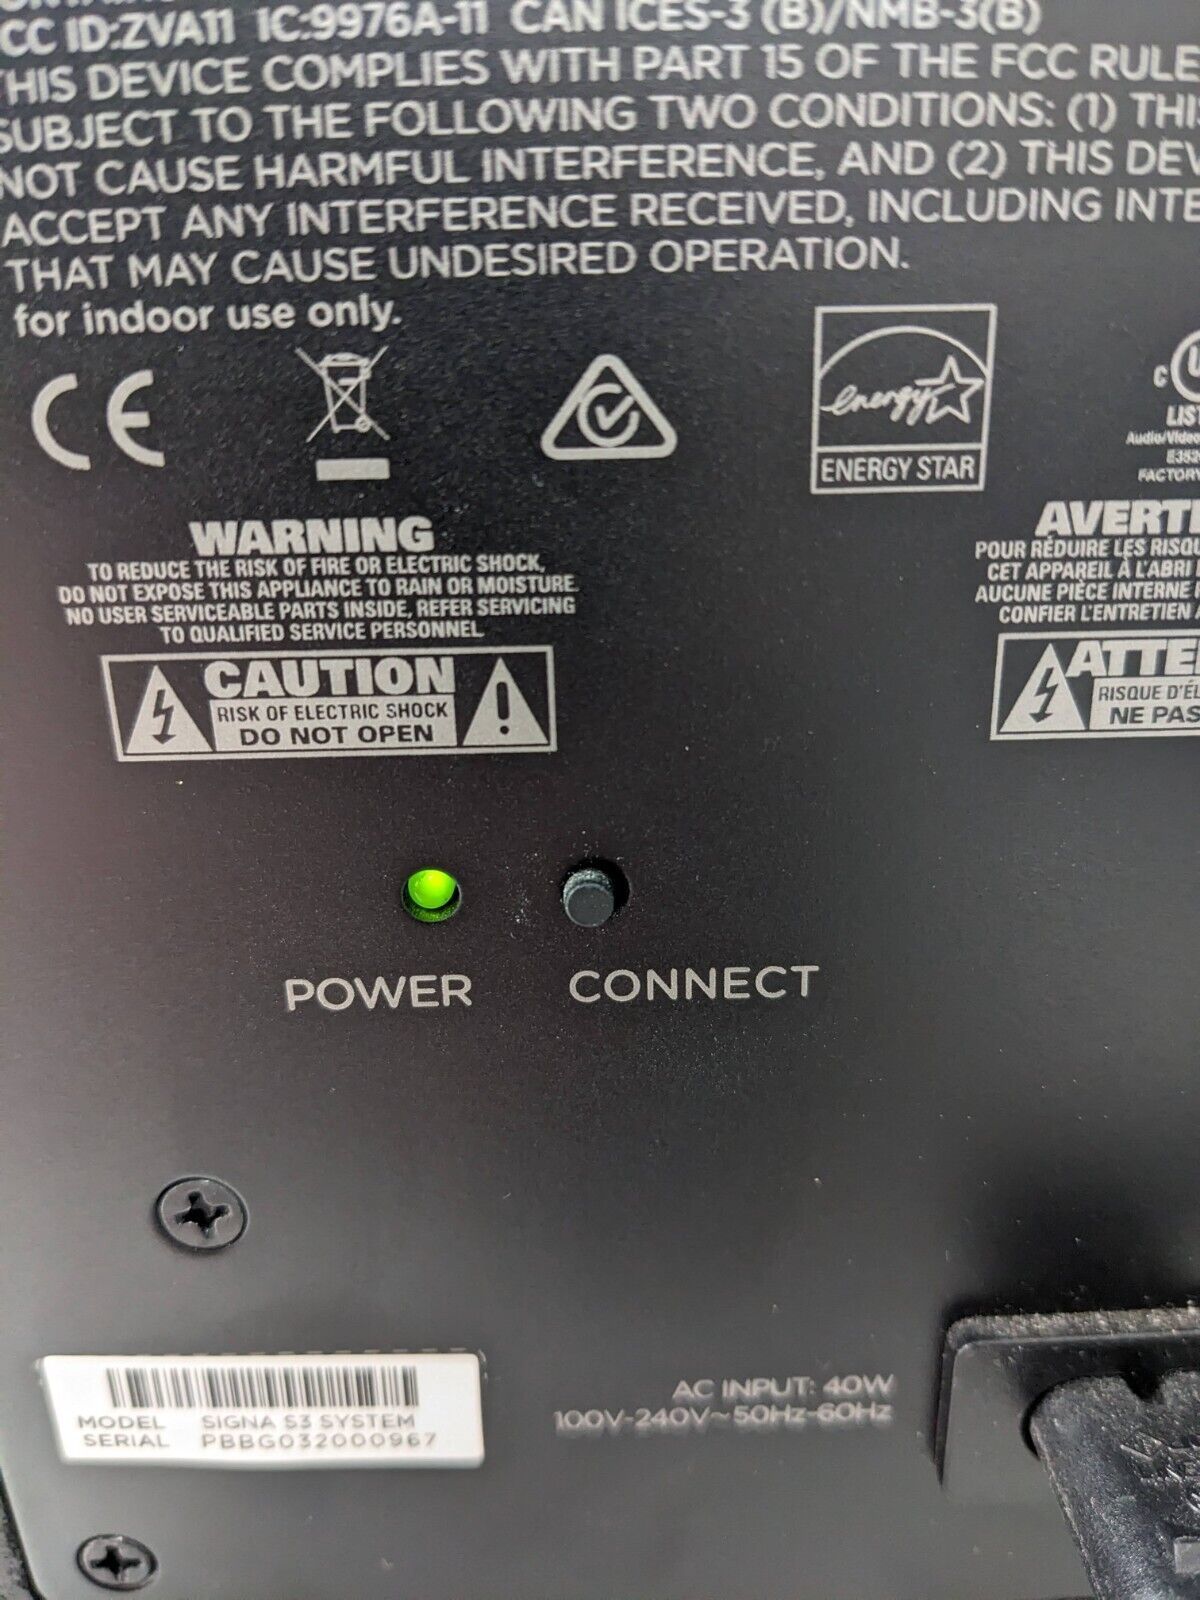 CC ID:ZVA11 IC:9976A-11 CAN ICES-3 (B)/NMB-3(B)
THIS DEVICE COMPLIES WITH PART 15 OF THE FCC RULE
SUBJECT TO THE FOLLOWING TWO CONDITIONS: (1) THI
NOT CAUSE HARMFUL INTERFERENCE, AND (2) THIS DEV
ACCEPT ANY INTERFERENCE RECEIVED, INCLUDING INTE
THAT MAY CAUSE UNDESIRED OPERATION.
for indoor use only.
CE
energy
ENERGY STAR
C U
LIST
Audio/Video
FACTORY
WARNING
TO REDUCE THE RISK OF FIRE OR ELECTRIC SHOCK,
DO NOT EXPOSE THIS APPLIANCE TO RAIN OR MOISTURE.
NO USER SERVICEABLE PARTS INSIDE, REFER SERVICING
TO QUALIFIED SERVICE PERSONNEL
CAUTION
RISK OF ELECTRIC SHOCK
DO NOT OPEN
AVERTI
POUR RÉDUIRE LES RISQU
CET APPAREIL À L'ABRI
AUCUNE PIÈCE INTERNE
CONFIER L'ENTRETIEN A
ATTE
RISQUE D'ÉL
NE PAS
POWER
CONNECT
MODEL SIGNA S3 SYSTEM
SERIAL PBBG032000967
AC INPUT: 40W
100V-240V~50Hz-60Hz